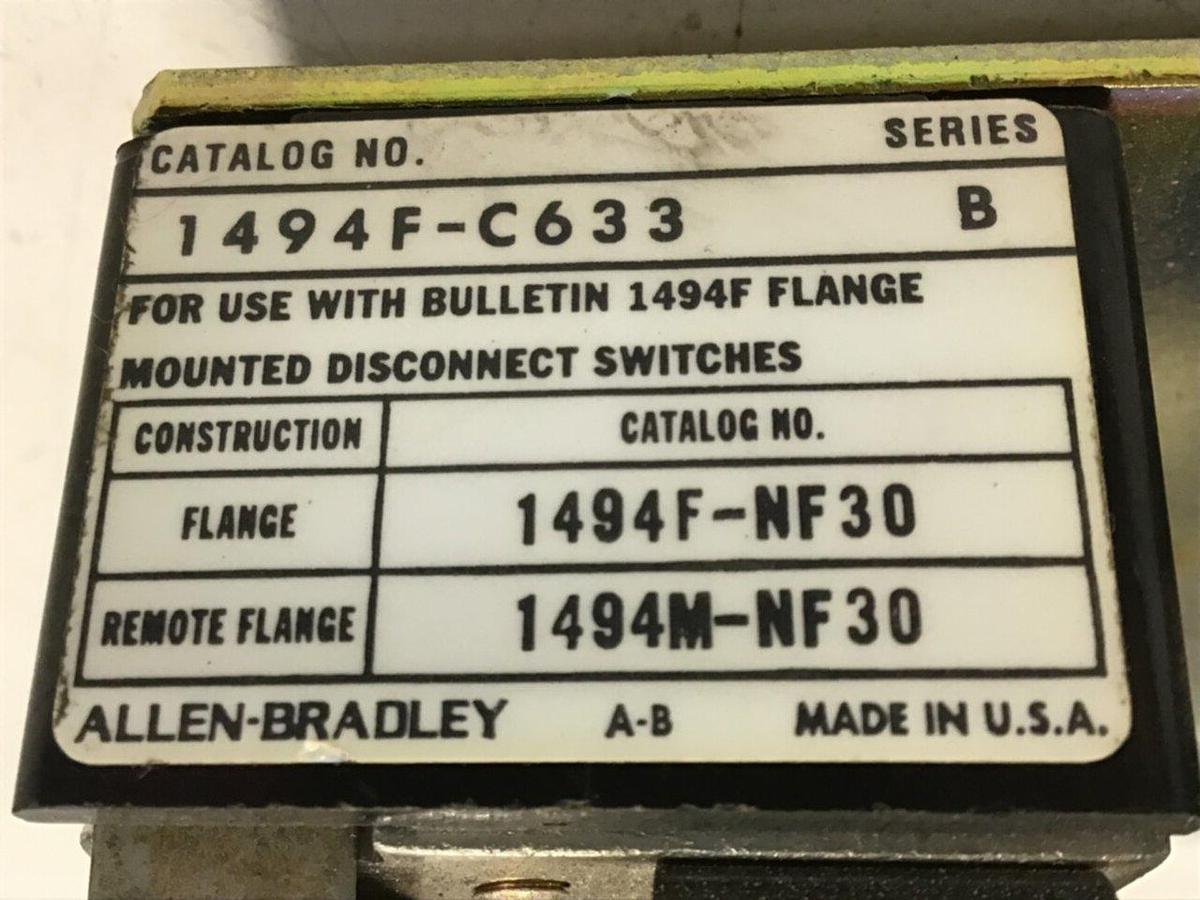 CATALOG NO. SERIES
1494F-C633 B
FOR USE WITH BULLETIN 1494F FLANGE
MOUNTED DISCONNECT SWITCHES
CONSTRUCTION CATALOG NO.
FLANGE 1494F-NF30
REMOTE FLANGE 1494M-NF30
ALLEN-BRADLEY A-B MADE IN U.S.A.